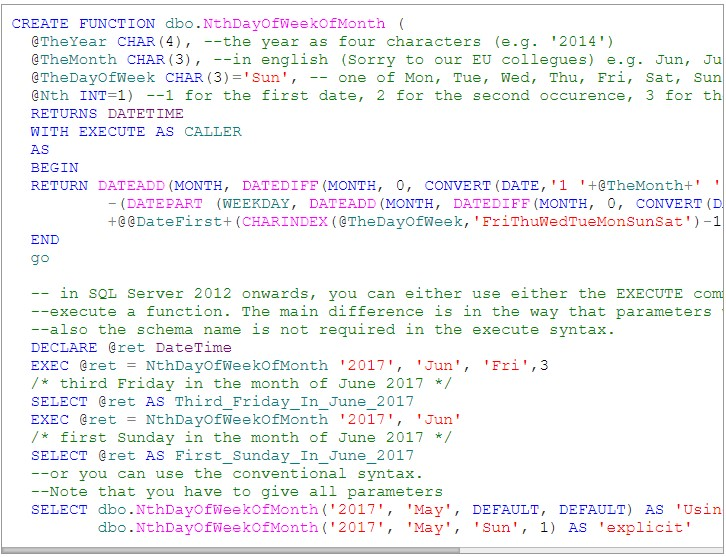 CREATE FUNCTION dbo.NthDayOfWeekOfMonth (
@TheYear CHAR(4), --the year as four characters (e.g. '2014')
@TheMonth CHAR(3), --in english (Sorry to our EU collegues) e.g. Jun, Ju
@TheDayOfWeek CHAR(3)='Sun', -- one of Mon, Tue, Wed, Thu, Fri, Sat, Sun
@Nth INT=1) --1 for the first date, 2 for the second occurence, 3 for th
RETURNS DATETIME
WITH EXECUTE AS CALLER
AS
BEGIN
RETURN DATEADD(MONTH, DATEDIFF(MONTH, 0, CONVERT(DATE,'1 '+@TheMonth+' '
-(DATEPART (WEEKDAY, DATEADD(MONTH, DATEDIFF(MONTH, 0, CONVERT(D
+@@DateFirst+(CHARINDEX(@TheDayOfWeek,'FriThuWedTueMonSunSat')-1
END
go
-- in SQL Server 2012 onwards, you can either use either the EXECUTE com
--execute a function. The main difference is in the way that parameters
--also the schema name is not required in the execute syntax.
DECLARE @ret DateTime
EXEC @ret = NthDayOfWeekOfMonth '2017', 'Jun', 'Fri',3
/* third Friday in the month of June 2017 */
SELECT @ret AS Third_Friday_In_June_2017
EXEC @ret = NthDayOfWeekOfMonth '2017', 'Jun'
/* first Sunday in the month of June 2017 */
SELECT @ret AS First_Sunday_In_June_2017
--or you can use the conventional syntax.
--Note that you have to give all parameters
SELECT dbo.NthDayOfWeekOfMonth('2017', 'May', DEFAULT, DEFAULT) AS 'Usin
dbo.NthDayOfWeekOfMonth('2017', 'May', 'Sun', 1) AS 'explicit'